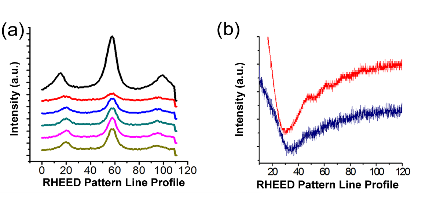 (a)
Intensity (a.u.)
0 20 40 60 80 100 120
RHEED Pattern Line Profile
(b)
Intensity (a.u.)
20 40 60 80 100 120
RHEED Pattern Line Profile